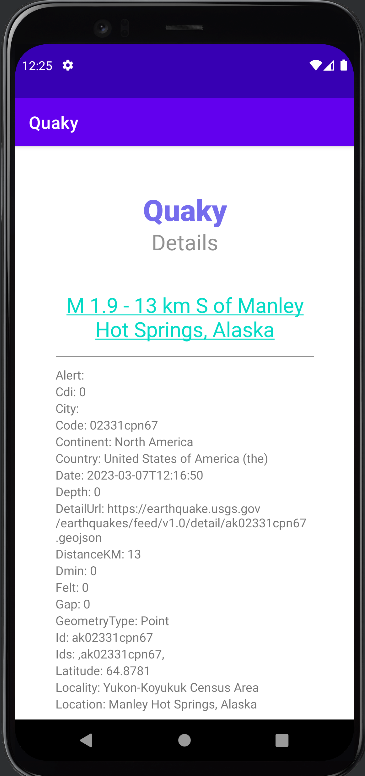 12:25
Quaky
Quaky
Details
M 1.9 - 13 km S of Manley
Hot Springs, Alaska
Alert:
Cdi: 0
City:
Code: 02331cpn67
Continent: North America
Country: United States of America (the)
Date: 2023-03-07T12:16:50
Depth: 0
DetailUrl: https://earthquake.usgs.gov
/earthquakes/feed/v1.0/detail/ak02331cpn67
.geojson
DistanceKM: 13
Dmin: 0
Felt: 0
Gap: 0
GeometryType: Point
Id: ak02331cpn67
Ids: ,ak02331cpn67,
Latitude: 64.8781
Locality: Yukon-Koyukuk Census Area
Location: Manley Hot Springs, Alaska